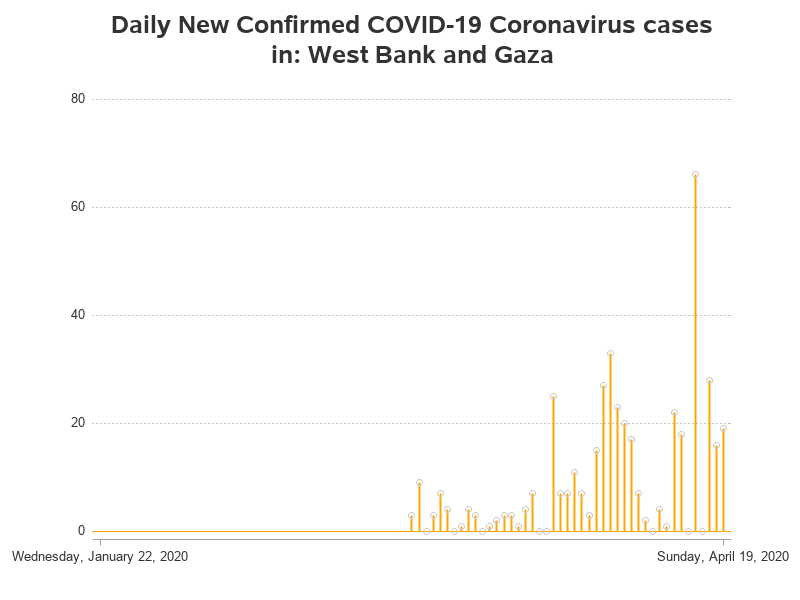 Daily New Confirmed COVID-19 Coronavirus cases
in: West Bank and Gaza
80
60
40
20
0
Wednesday, January 22, 2020
Sunday, April 19, 2020